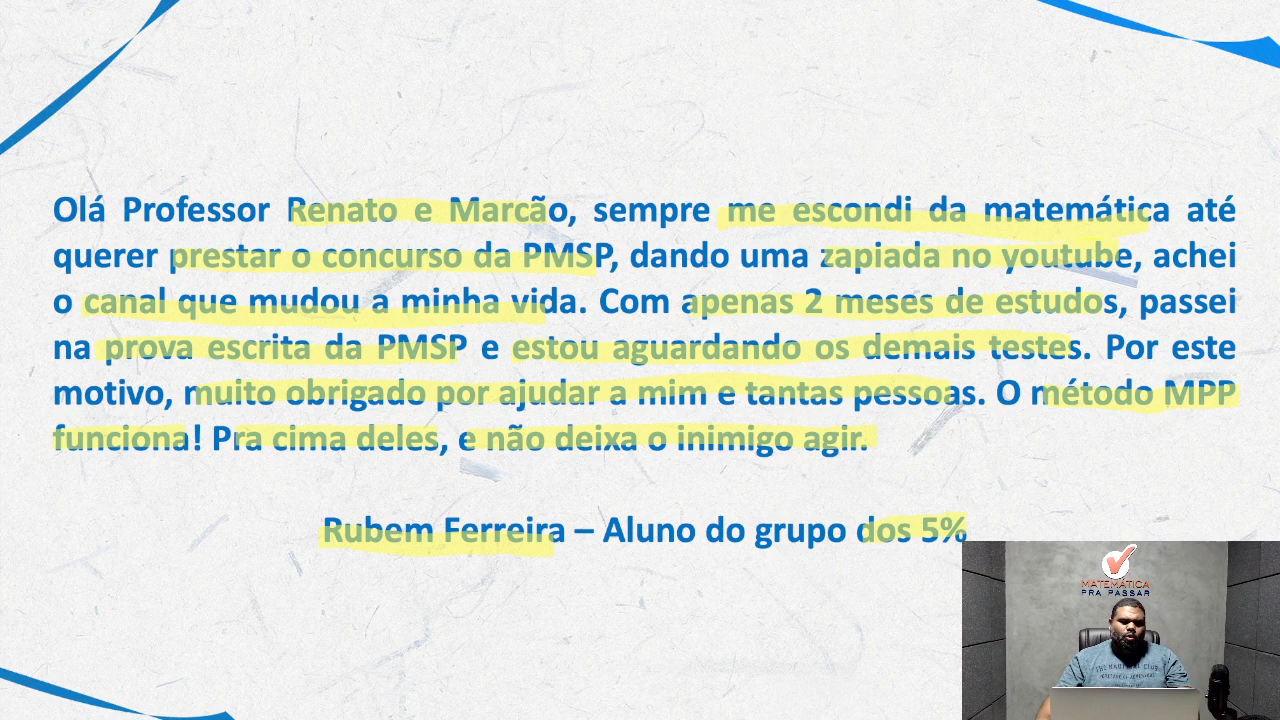 Olá Professor Renato e Marcão, sempre me escondi da matemática até
querer prestar o concurso da PMSP, dando uma zapiada no youtube, achei
o canal que mudou a minha vida. Com apenas 2 meses de estudos, passei
na prova escrita da PMSP e estou aguardando os demais testes. Por este
motivo, muito obrigado por ajudar a mim e tantas pessoas. O método MPP
funciona! Pra cima deles, e não deixa o inimigo agir.
Rubem Ferreira – Aluno do grupo dos 5%
MATEMÁTICA
PRA PASSAR